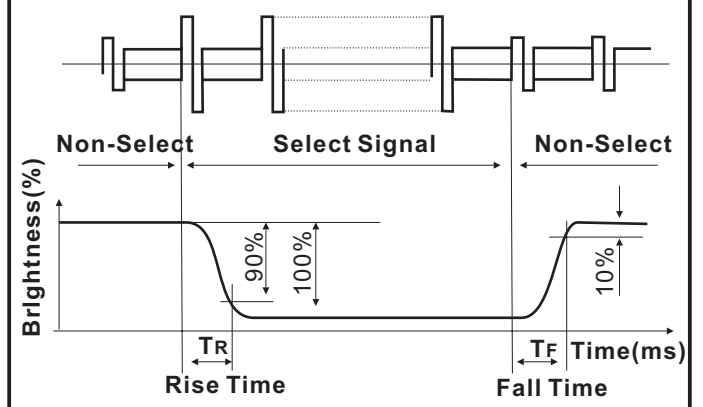 Non-Select Select Signal Non-Select
BrIghtness(%)
90%
100%
10%
TR
TF Time(ms)
Rise Time
Fall Time